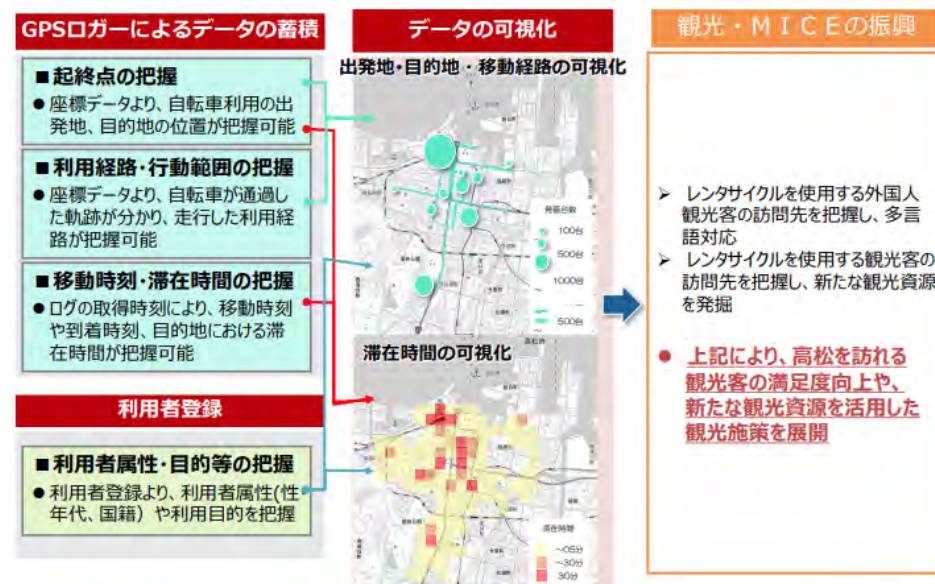 GPSロガーによるデータの蓄積
■起終点の把握
● 座標データより、自転車利用の出
発地、目的地の位置が把握可能
■利用経路・行動範囲の把握
● 座標データより、自転車が通過し
た軌跡が分かり、走行した利用経
路が把握可能
■移動時刻・滞在時間の把握
● ログの取得時刻により、移動時刻
や到着時刻、目的地における滞
在時間が把握可能
利用者登録
■利用者属性・目的等の把握
● 利用者登録より、利用者属性(性
年代、国籍）や利用目的を把握
データの可視化
出発地・目的地・移動経路の可視化
発着台数
100台
500台
～
1000台
～
500台
滞在時間の可視化
滞在時間
～05分
～30分
30分
観光・ＭＩＣＥの振興
➢ レンタサイクルを使用する外国人
観光客の訪問先を把握し、多言
語対応
➢ レンタサイクルを使用する観光客の
訪問先を把握し、新たな観光資源
を発掘
● 上記により、高松を訪れる
観光客の満足度向上や、
新たな観光資源を活用した
観光施策を展開